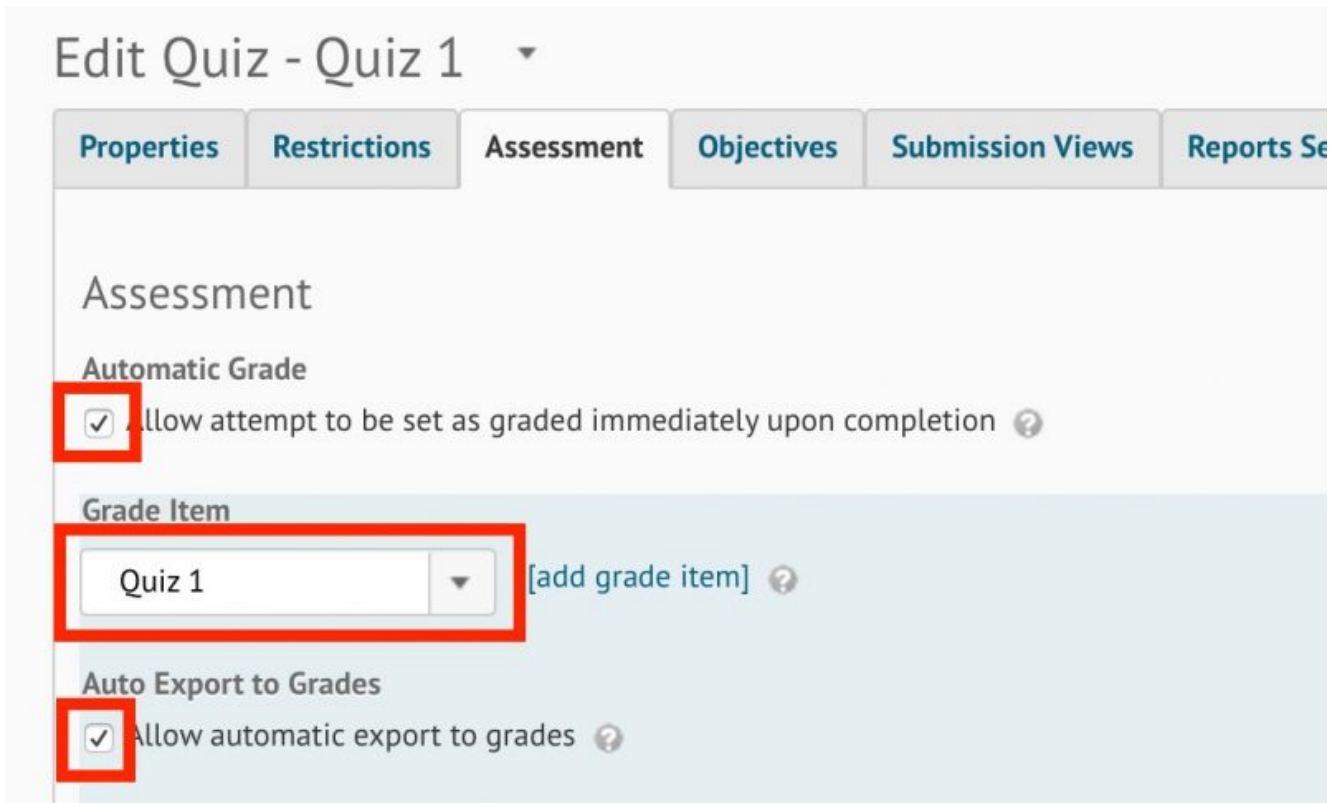 Edit Quiz - Quiz 1
Properties Restrictions Assessment Objectives Submission Views Reports Se
Assessment
Automatic Grade
Allow attempt to be set as graded immediately upon completion
Grade Item
Quiz 1 [add grade item]
Auto Export to Grades
Allow automatic export to grades